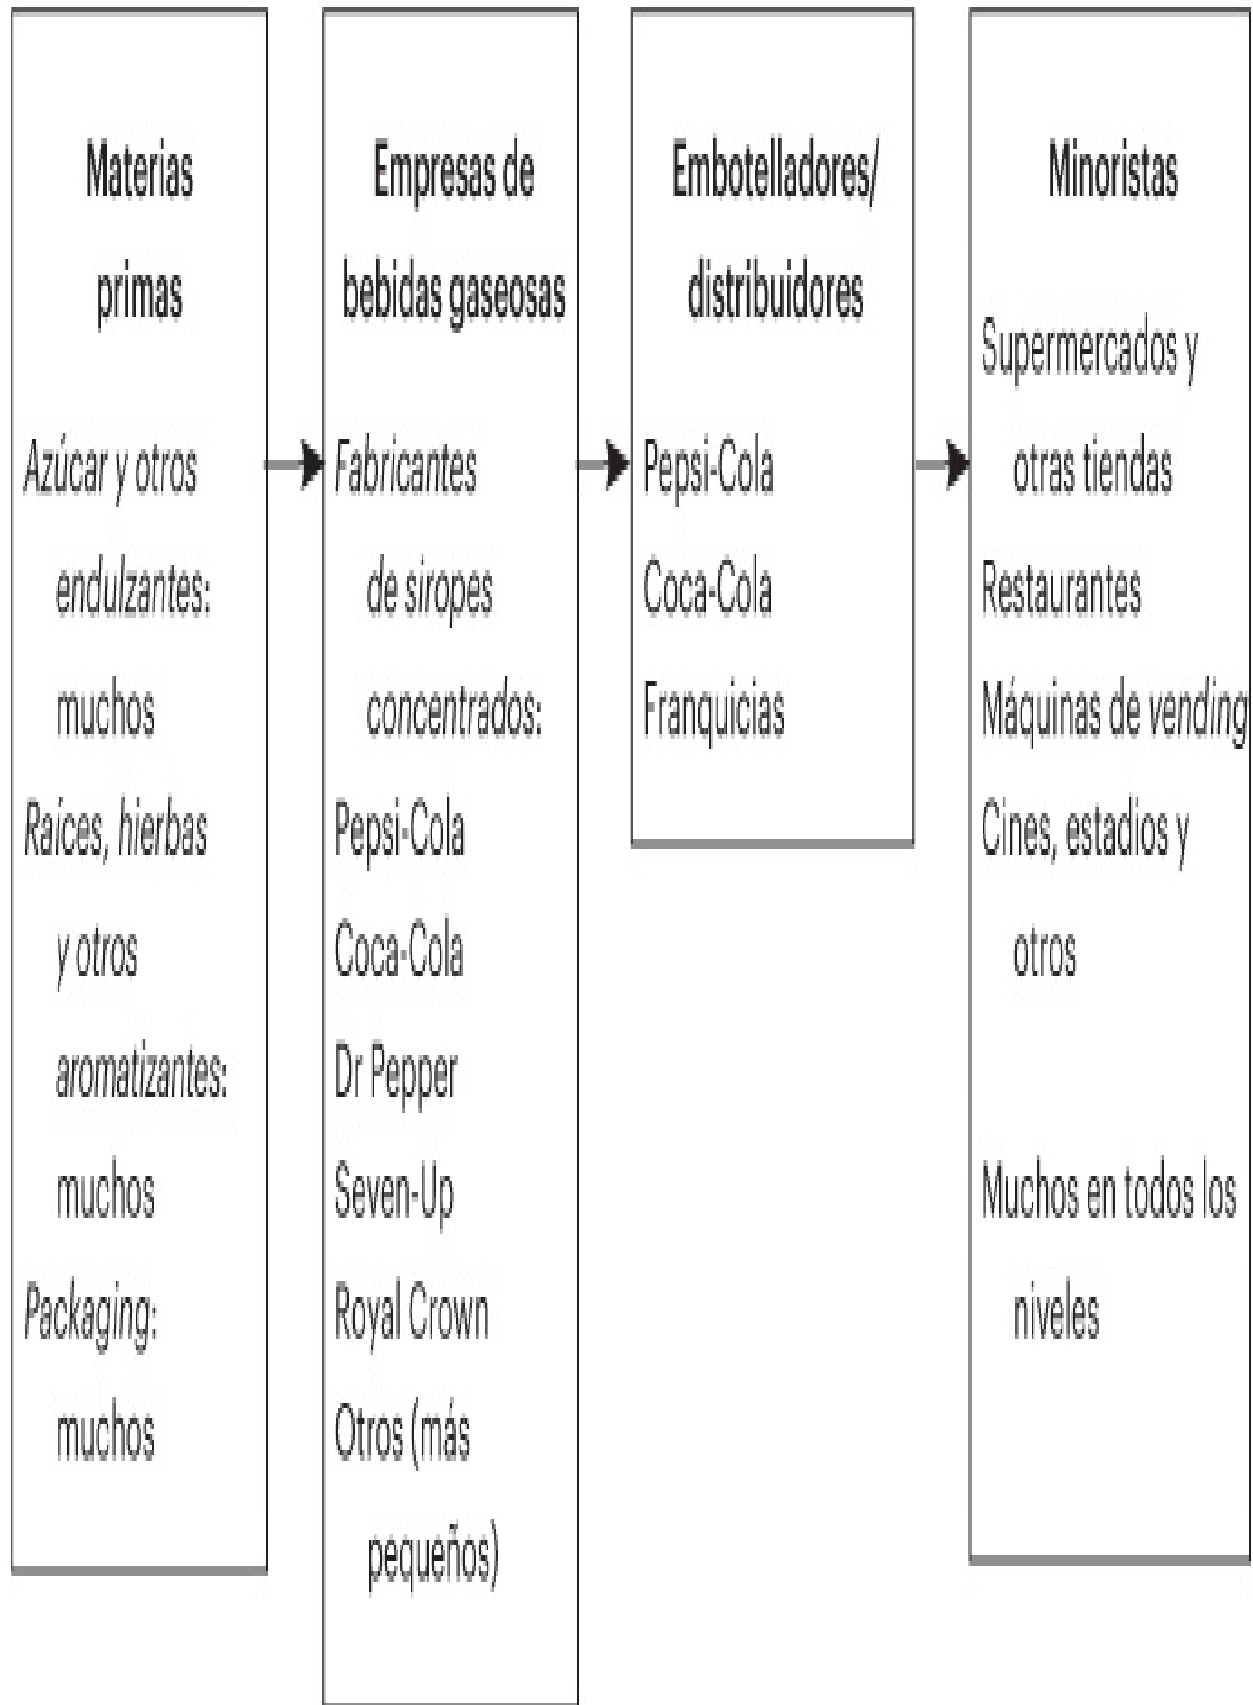 Materias
primas
Azúcar y otros
endulzantes:
muchos
Raíces, hierbas
y otros
aromatizantes:
muchos
Packaging:
muchos
Empresas de
bebidas gaseosas
Fabricantes
de siropes
concentrados:
Pepsi-Cola
Coca-Cola
Dr Pepper
Seven-Up
Royal Crown
Otros (más
pequeños)
Embotelladores/
distribuidores
Pepsi-Cola
Coca-Cola
Franquicias
Minoristas
Supermercados y
otras tiendas
Restaurantes
Máquinas de vending
Cines, estadios y
otros
Muchos en todos los
niveles